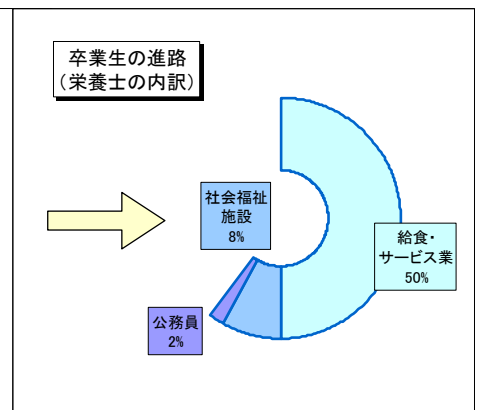 卒業生の進路
（栄養士の内訳）
社会福祉
施設
8%
給食・
サービス業
50%
公務員
2%